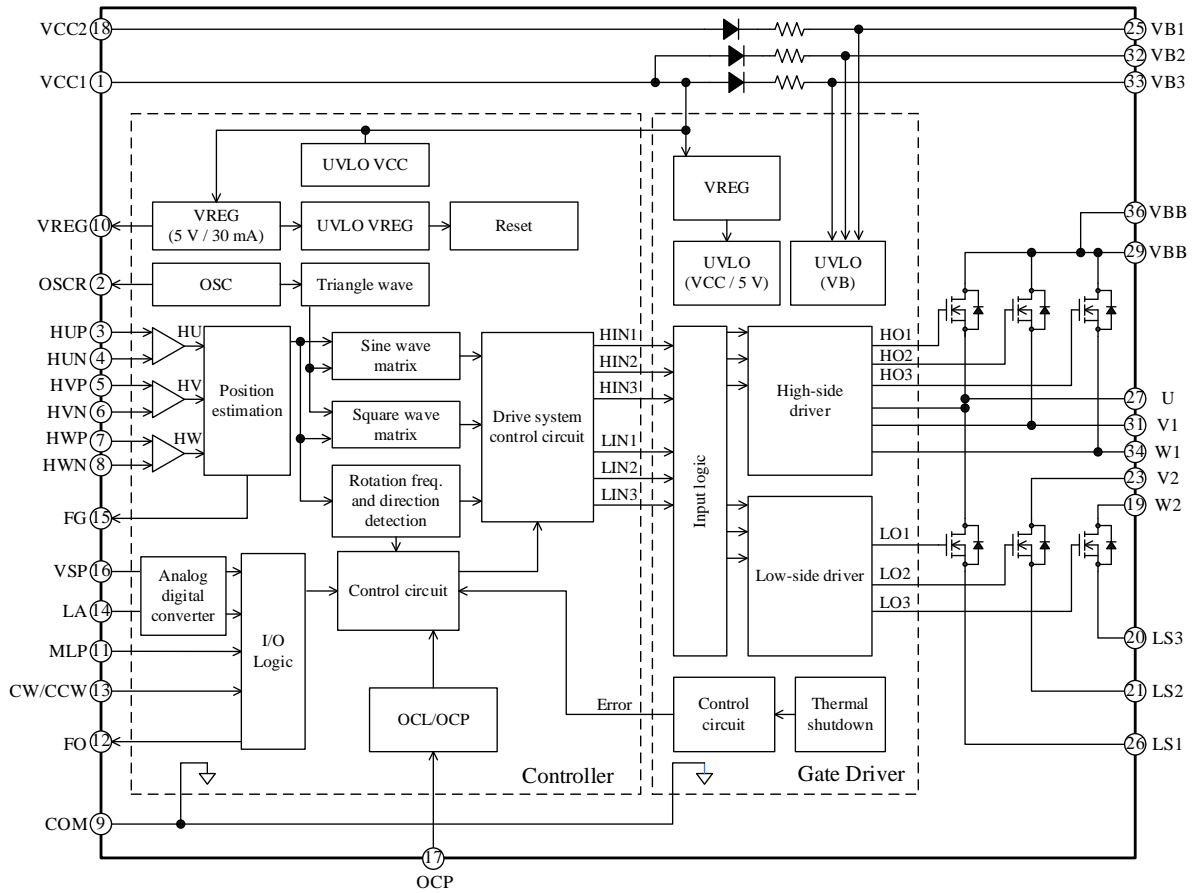 VCC2 18
25 VB1
32 VB2
VCC1 1
33 VB3
UVLO VCC
VREG
VREG 10
VREG
(5 V / 30 mA)
UVLO VREG
Reset
36 VBB
UVLO
(VCC / 5 V)
UVLO
(VB)
29 VBB
OSCR 2
OSC
Triangle wave
HUP 3
HU
HUN 4
HVP 5
HV
HVN 6
HWP 7
HW
HWN 8
Position
estimation
Sine wave
matrix
Square wave
matrix
Rotation freq.
and direction
detection
Drive system
control circuit
HIN1
HIN2
HIN3
LIN1
LIN2
LIN3
Input logic
High-side
driver
HO1
HO2
HO3
27 U
31 V1
34 W1
23 V2
19 W2
FG 15
Low-side driver
LO1
LO2
LO3
VSP 16
LA 14
Analog
digital
converter
I/O
Logic
Control circuit
MLP 11
CW/CCW 13
FO 12
20 LS3
21 LS2
26 LS1
OCL/OCP
Error
Control
circuit
Thermal
shutdown
Controller
Gate Driver
COM 9
17
OCP